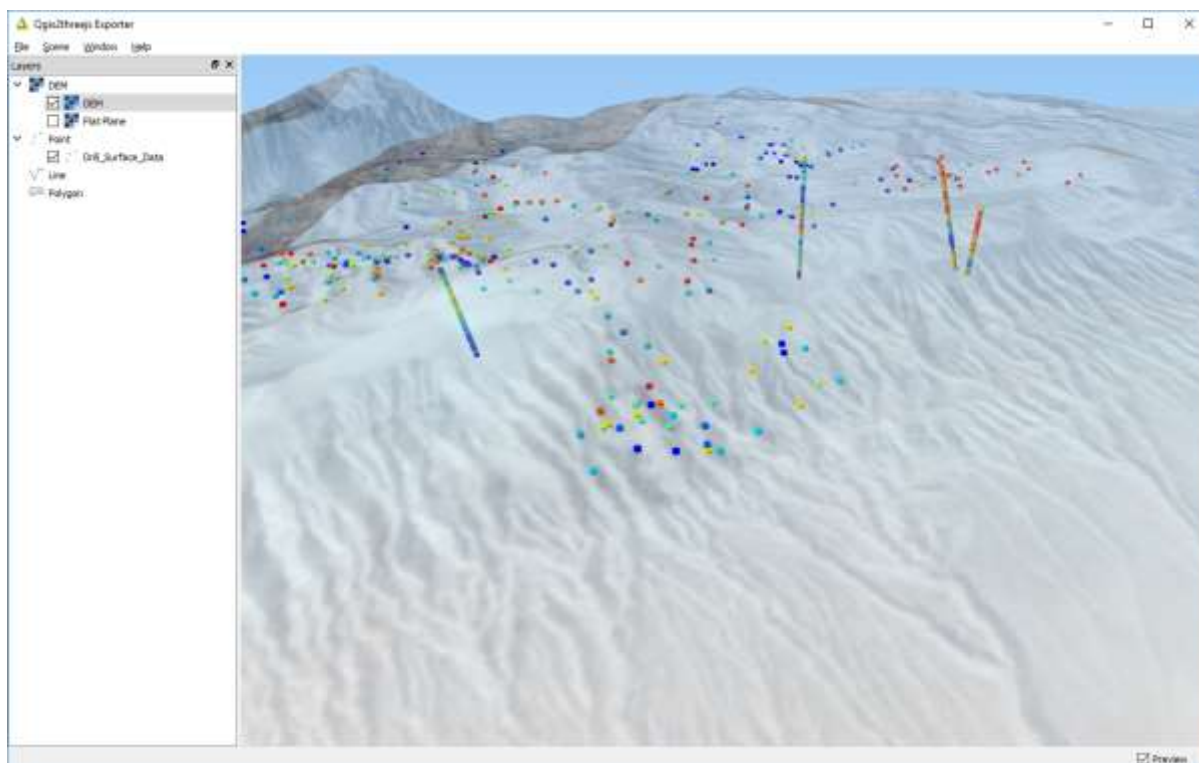 Qgis2threejs Exporter
File Scene Window Help
Layers
DEM
DEM
Flat Plane
Point
Drill_Surface_Data
Line
Polygon
Preview